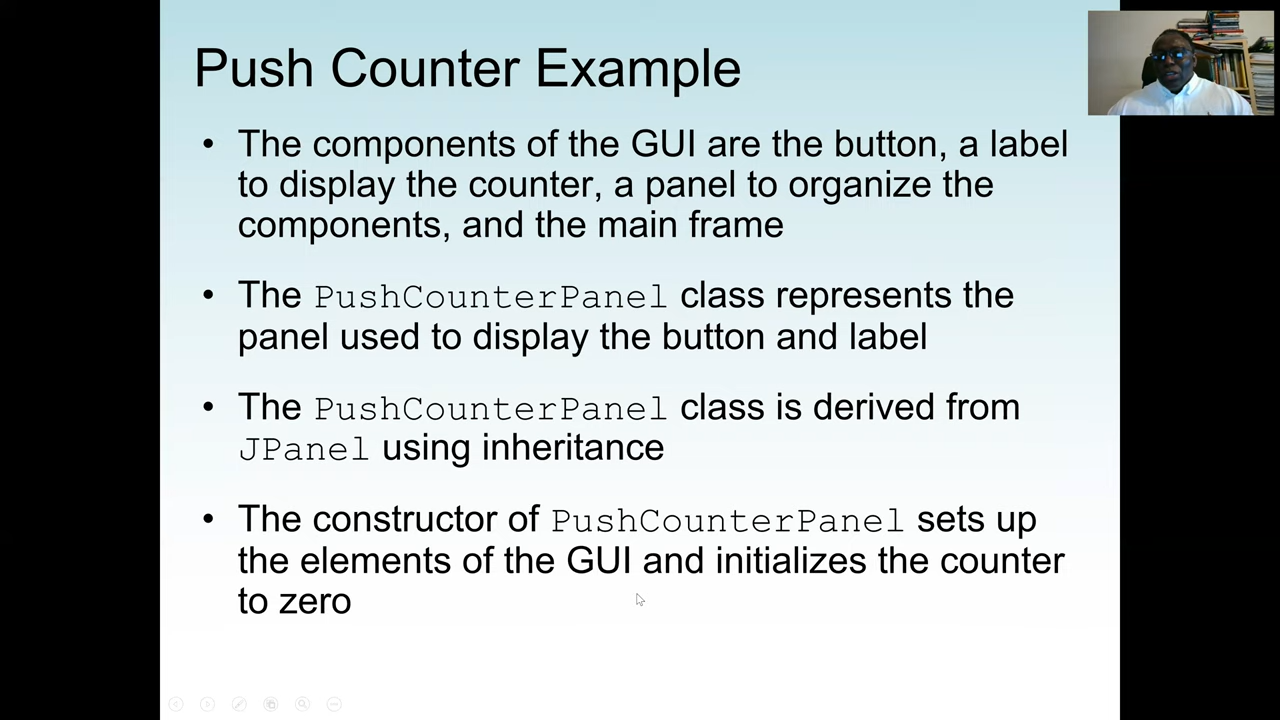 Push Counter Example
• The components of the GUI are the button, a label
to display the counter, a panel to organize the
components, and the main frame
• The PushCounterPanel class represents the
panel used to display the button and label
• The PushCounterPanel class is derived from
JPanel using inheritance
• The constructor of PushCounterPanel sets up
the elements of the GUI and initializes the counter
to zero